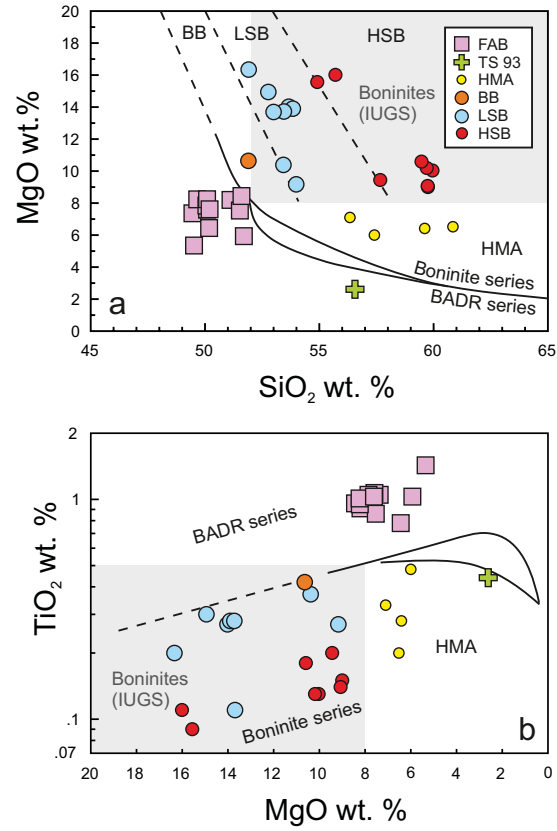 BB
LSB
HSB
Boninites
(IUGS)
FAB
TS 93
HMA
BB
LSB
HSB
HMA
Boninite series
BADR series
a
MgO wt. %
20
18
16
14
12
10
8
6
4
2
0
45
50
55
60
65
SiO₂ wt. %
TiO₂ wt. %
2
1
.1
.07
BADR series
HMA
Boninites
(IUGS)
Boninite series
b
20
18
16
14
12
10
8
6
4
2
0
MgO wt. %